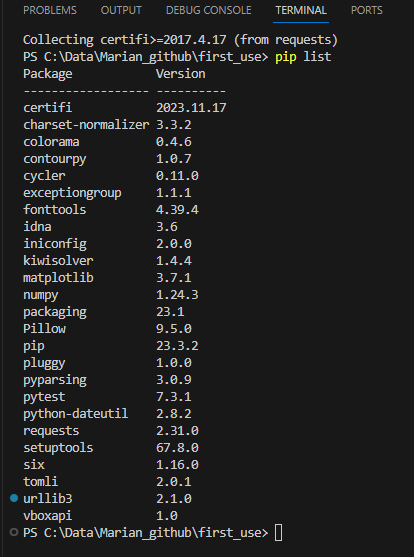 PROBLEMS OUTPUT DEBUG CONSOLE TERMINAL PORTS
Collecting certifi>=2017.4.17 (from requests)
PS C:\Data\Marian_github\first_use> pip list
Package Version
------------------ ----------
certifi 2023.11.17
charset-normalizer 3.3.2
colorama 0.4.6
contourpy 1.0.7
cycler 0.11.0
exceptiongroup 1.1.1
fonttools 4.39.4
idna 3.6
iniconfig 2.0.0
kiwisolver 1.4.4
matplotlib 3.7.1
numpy 1.24.3
packaging 23.1
Pillow 9.5.0
pip 23.3.2
pluggy 1.0.0
pyparsing 3.0.9
pytest 7.3.1
python-dateutil 2.8.2
requests 2.31.0
setuptools 67.8.0
six 1.16.0
tomli 2.0.1
urllib3 2.1.0
vboxapi 1.0
PS C:\Data\Marian_github\first_use>